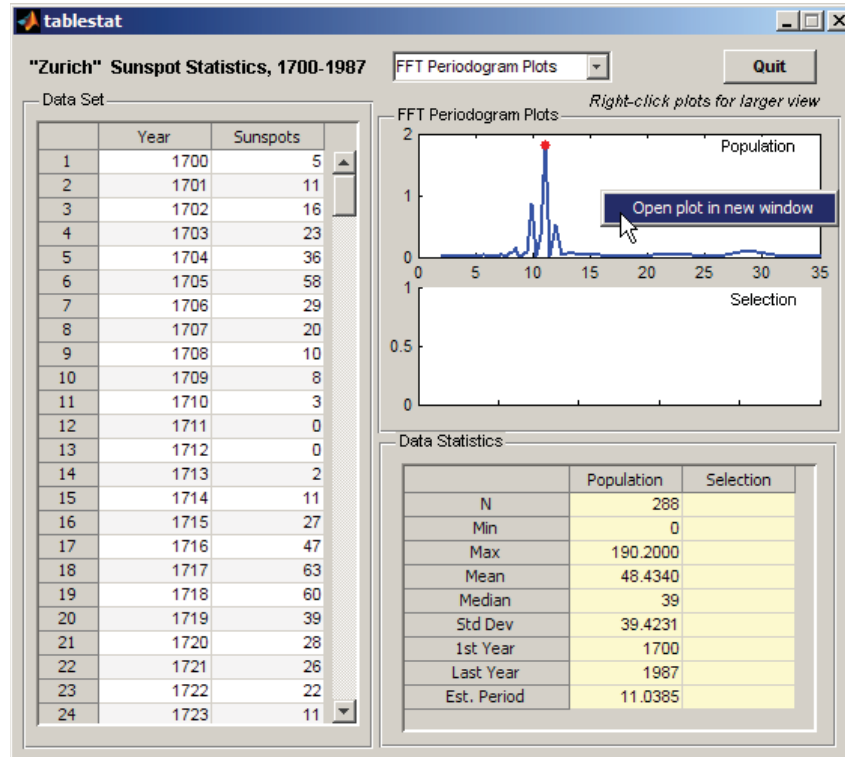 tablestat
"Zurich" Sunspot Statistics, 1700-1987
FFT Periodogram Plots
Quit
Right-click plots for larger view
Data Set
Year Sunspots
1 1700 5
2 1701 11
3 1702 16
4 1703 23
5 1704 36
6 1705 58
7 1706 29
8 1707 20
9 1708 10
10 1709 8
11 1710 3
12 1711 0
13 1712 0
14 1713 2
15 1714 11
16 1715 27
17 1716 47
18 1717 63
19 1718 60
20 1719 39
21 1720 28
22 1721 26
23 1722 22
24 1723 11
FFT Periodogram Plots
2
Population
1
Open plot in new window
0
0 5 10 15 20 25 30 35
1
Selection
0.5
0
Data Statistics
Population Selection
N 288
Min 0
Max 190.2000
Mean 48.4340
Median 39
Std Dev 39.4231
1st Year 1700
Last Year 1987
Est. Period 11.0385